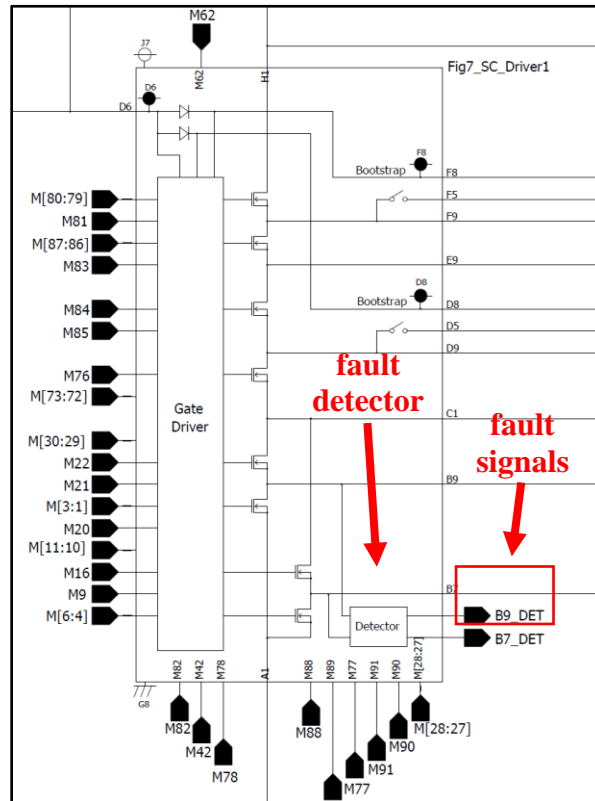 M62
J7
M62
H1
Fig7_SC_Driver1
D6
D6
F8
Bootstrap
F8
M[80:79]
F5
M81
F9
M[87:86]
M83
E9
D8
Bootstrap
D8
M84
M85
D5
D9
fault
detector
M76
M[73:72]
Gate
Driver
C1
fault
signals
M[30:29]
M22
M21
B9
M[3:1]
M20
M[11:10]
M16
M9
B7
M[6:4]
Detector
B9_DET
B7_DET
G8
M82
M42
M78
A1
M88
M89
M77
M91
M90
M[28:27]
M82
M42
M78
M88
M89
M77
M91
M90
M[28:27]